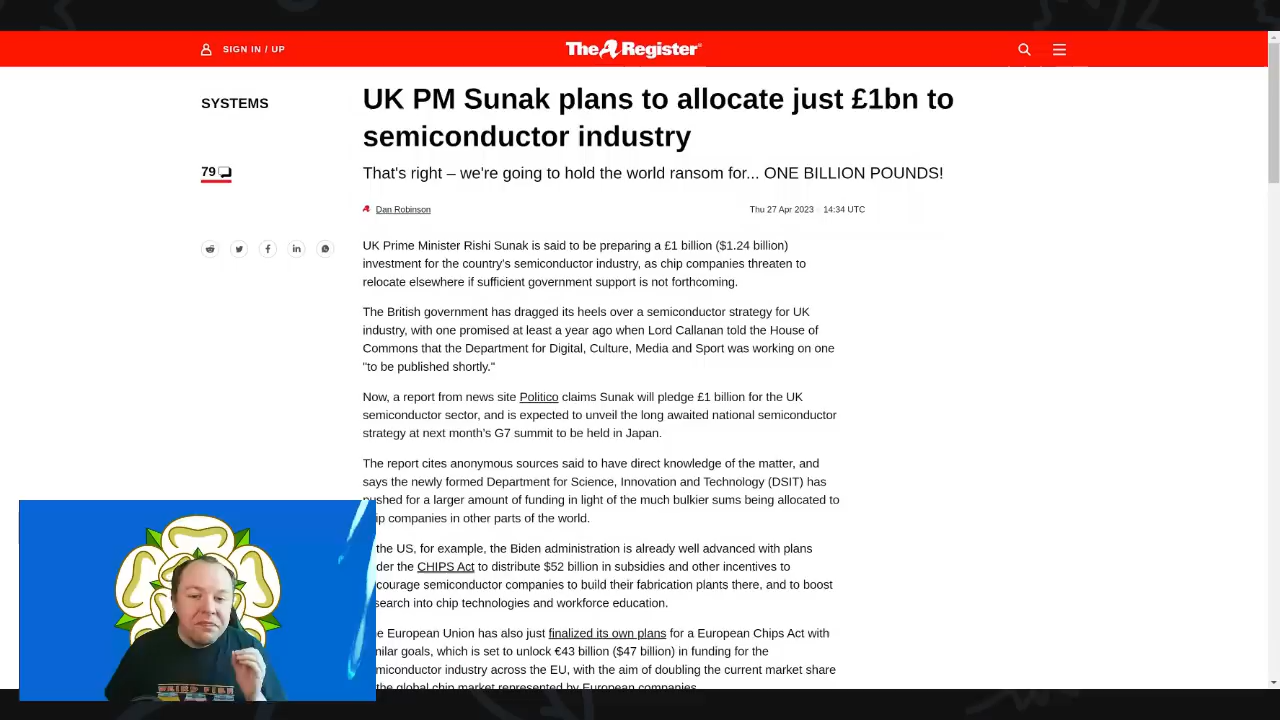 SIGN IN / UP
The Register®
SYSTEMS
UK PM Sunak plans to allocate just £1bn to
semiconductor industry
79
That's right – we're going to hold the world ransom for... ONE BILLION POUNDS!
Dan Robinson
Thu 27 Apr 2023 14:34 UTC
UK Prime Minister Rishi Sunak is said to be preparing a £1 billion ($1.24 billion)
investment for the country's semiconductor industry, as chip companies threaten to
relocate elsewhere if sufficient government support is not forthcoming.
The British government has dragged its heels over a semiconductor strategy for UK
industry, with one promised at least a year ago when Lord Callanan told the House of
Commons that the Department for Digital, Culture, Media and Sport was working on one
"to be published shortly."
Now, a report from news site Politico claims Sunak will pledge £1 billion for the UK
semiconductor sector, and is expected to unveil the long awaited national semiconductor
strategy at next month's G7 summit to be held in Japan.
The report cites anonymous sources said to have direct knowledge of the matter, and
says the newly formed Department for Science, Innovation and Technology (DSIT) has
pushed for a larger amount of funding in light of the much bulkier sums being allocated to
ip companies in other parts of the world.
the US, for example, the Biden administration is already well advanced with plans
der the CHIPS Act to distribute $52 billion in subsidies and other incentives to
courage semiconductor companies to build their fabrication plants there, and to boost
search into chip technologies and workforce education.
e European Union has also just finalized its own plans for a European Chips Act with
nilar goals, which is set to unlock €43 billion ($47 billion) in funding for the
miconductor industry across the EU, with the aim of doubling the current market share
the global chip market represented by European companies.